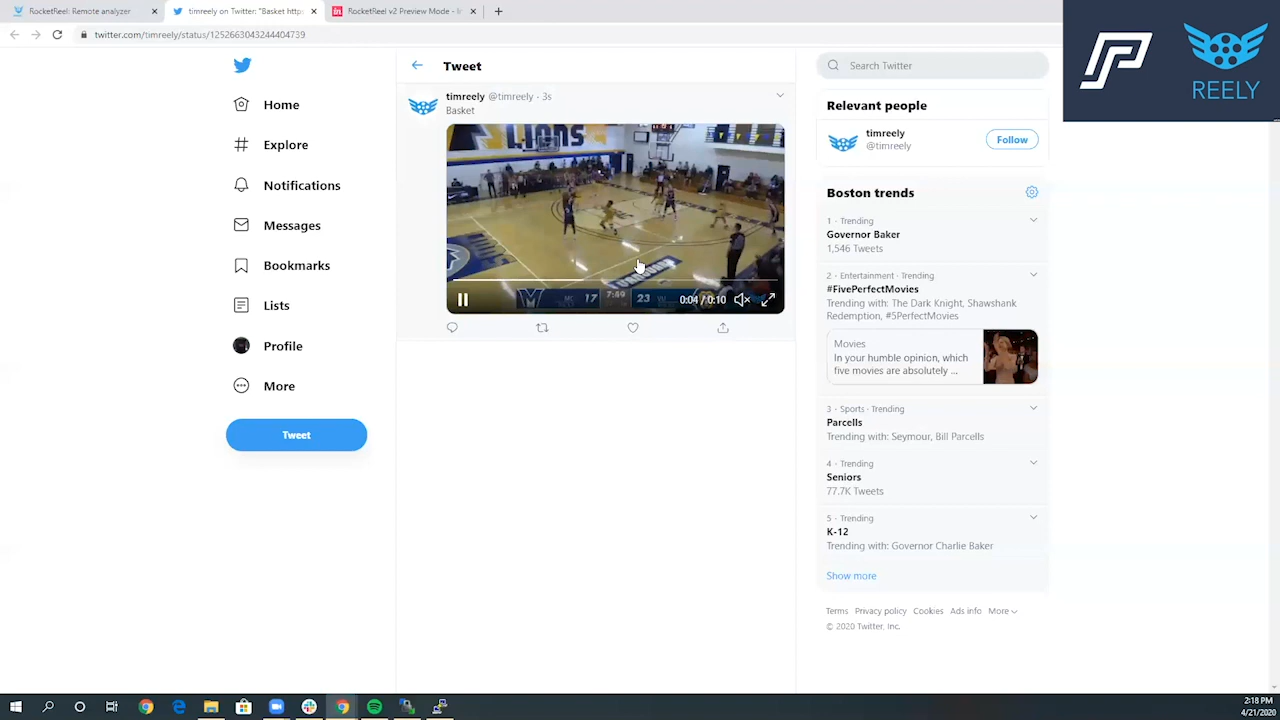 RocketReel: Remote analyzer
timreely on Twitter: "Basket http
RocketReel v2 Preview Mode - I
twitter.com/timreely/status/1252663043244404739
REELY
Home
Explore
Notifications
Messages
Bookmarks
Lists
Profile
More
Tweet
Tweet
timreely @timreely · 3s
Basket
LIONS
17 7:49 23
0:04 / 0:10
Search Twitter
Relevant people
timreely
@timreely
Follow
Boston trends
1 · Trending
Governor Baker
1,546 Tweets
2 · Entertainment · Trending
#FivePerfectMovies
Trending with: The Dark Knight, Shawshank
Redemption, #5PerfectMovies
Movies
In your humble opinion, which
five movies are absolutely ...
3 · Sports · Trending
Parcells
Trending with: Seymour, Bill Parcells
4 · Trending
Seniors
77.7K Tweets
5 · Trending
K-12
Trending with: Governor Charlie Baker
Show more
Terms Privacy policy Cookies Ads info More
© 2020 Twitter, Inc.
2:18 PM
4/21/2020